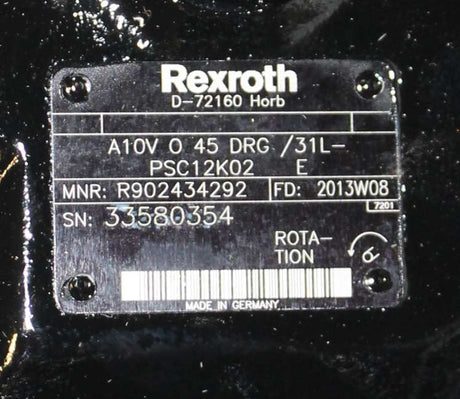 Rexroth
D-72160 Horb
A10V O 45 DRG /31L-
PSC12K02 E
MNR: R902434292 FD: 2013W08
7201
SN: 33580354
ROTA-
TION
MADE IN GERMANY